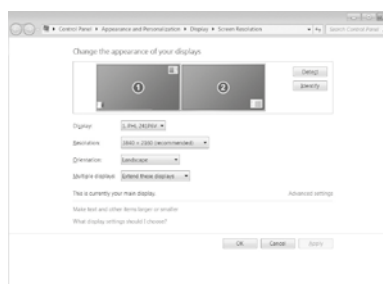 Control Panel ▸ Appearance and Personalization ▸ Display ▸ Screen Resolution
Search Control Panel
Change the appearance of your displays
1
2
Detect
Identify
Display:
Resolution:
(recommended)
Orientation:
Landscape
Multiple displays:
Extend these displays
This is currently your main display.
Advanced settings
Make text and other items larger or smaller
What display settings should I choose?
OK
Cancel
Apply